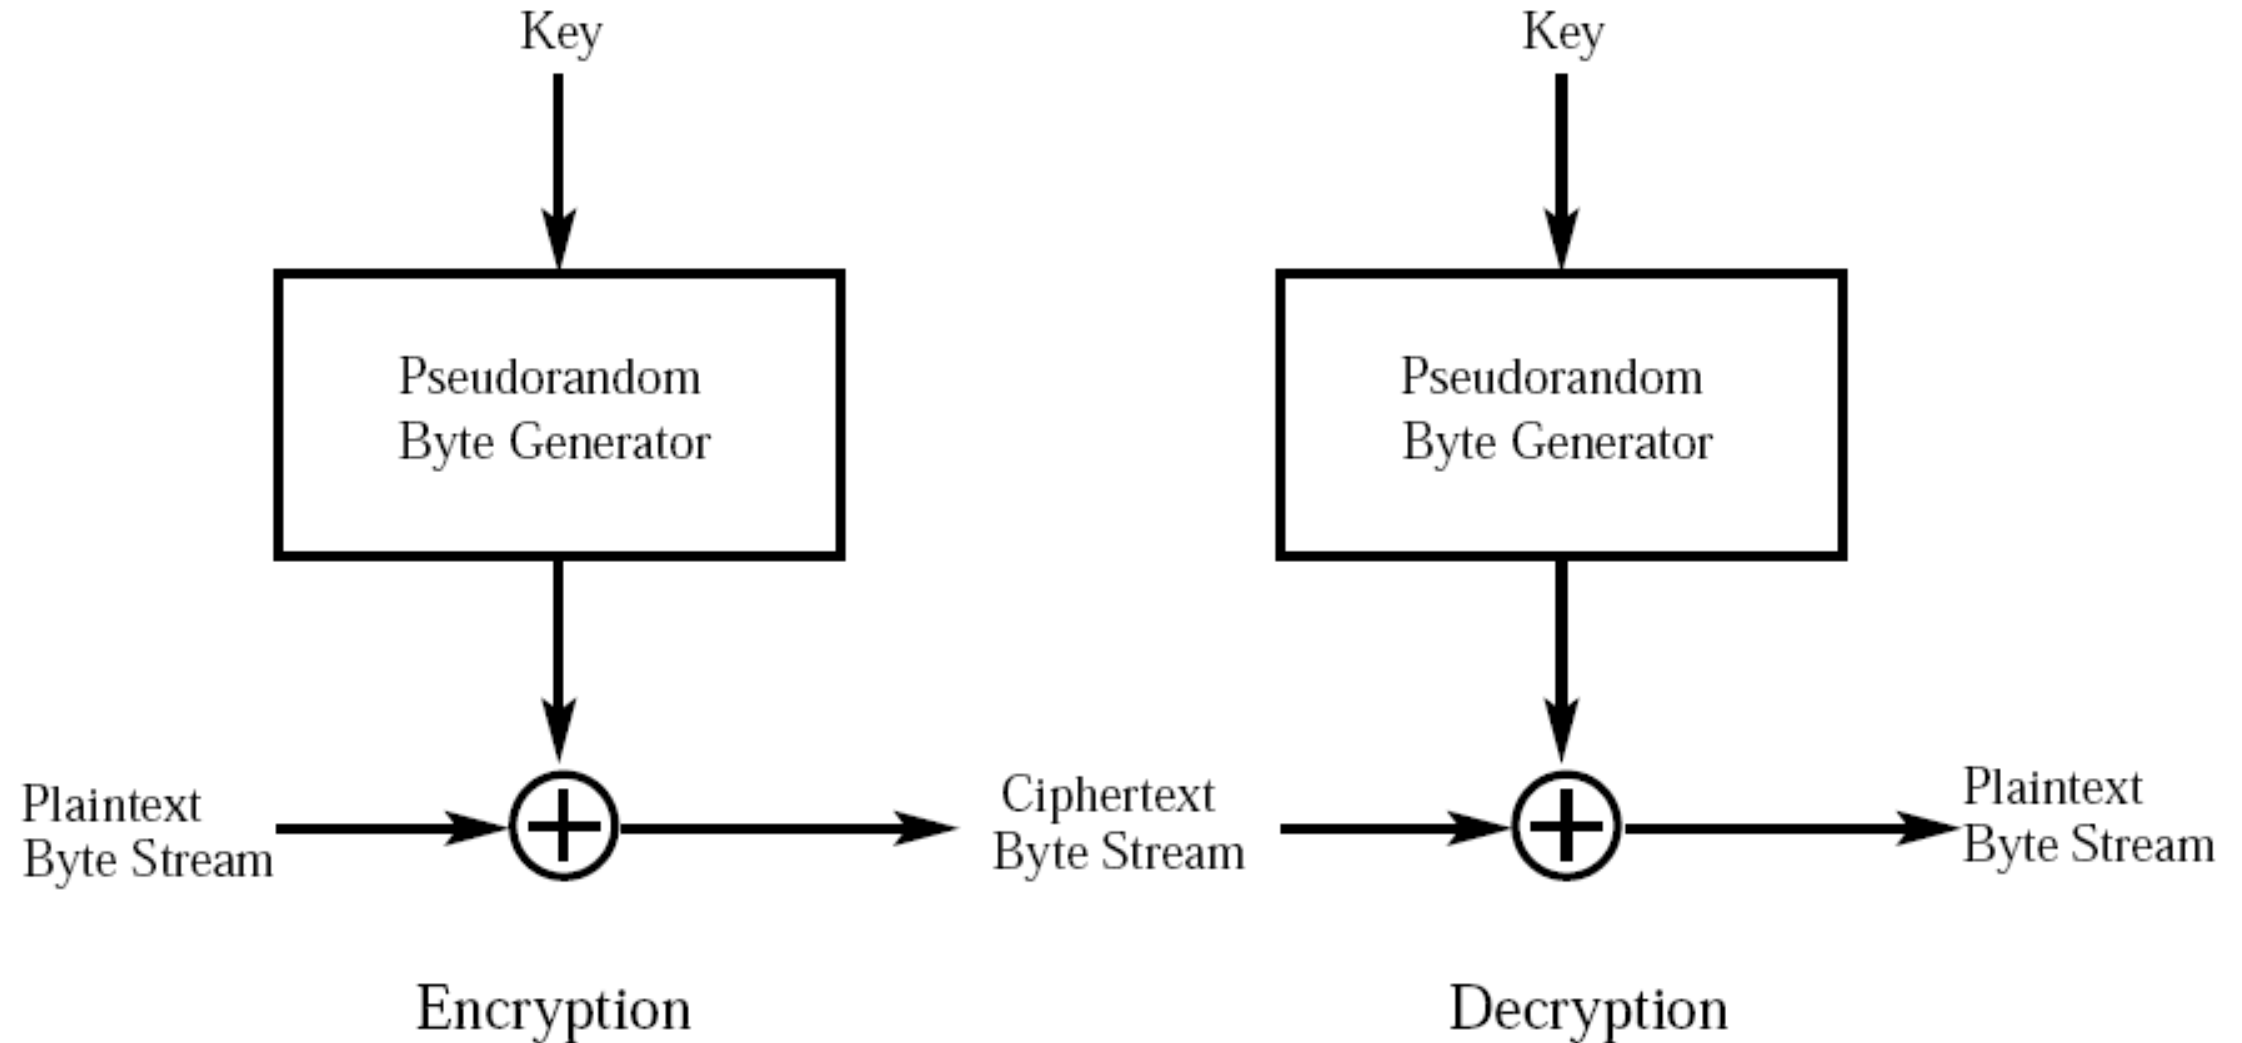 Key
Key
Pseudorandom
Byte Generator
Pseudorandom
Byte Generator
Plaintext
Byte Stream
Ciphertext
Byte Stream
Plaintext
Byte Stream
Encryption
Decryption